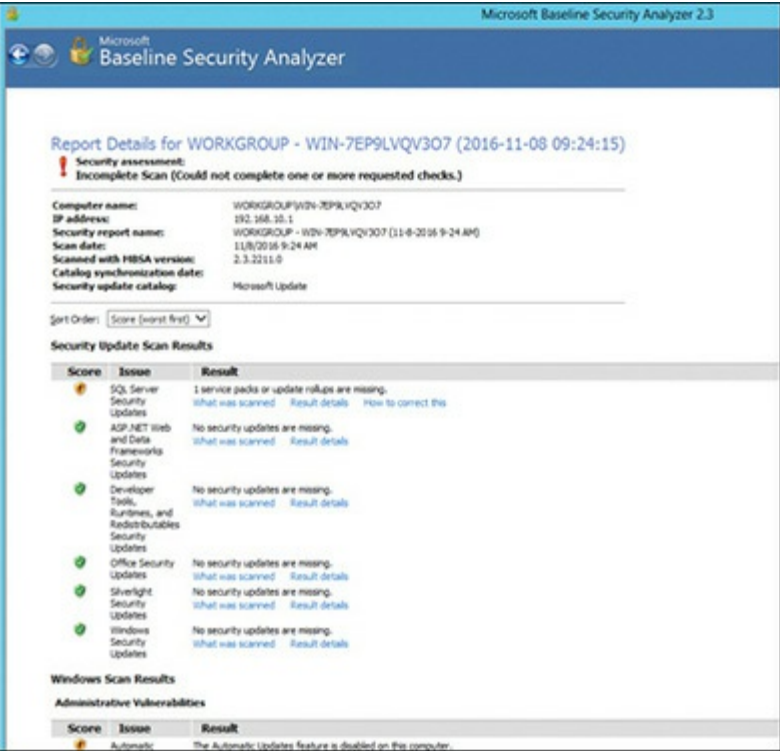 Microsoft Baseline Security Analyzer 2.3
Microsoft
Baseline Security Analyzer
Report Details for WORKGROUP - WIN-7EP9LVQV3O7 (2016-11-08 09:24:15)
Security assessment:
Incomplete Scan (Could not complete one or more requested checks.)
Computer name: WORKGROUP\WIN-7EP9LVQV3O7
IP address: 192.168.10.1
Security report name: WORKGROUP - WIN-7EP9LVQV3O7 (11-8-2016 9-24 AM)
Scan date: 11/8/2016 9:24 AM
Scanned with MBSA version: 2.3.2211.0
Catalog synchronization date:
Security update catalog: Microsoft Update
Sort Order: Score (worst first)
Security Update Scan Results
Score Issue Result
SQL Server 1 service packs or update rollups are missing.
Security What was scanned Result details How to correct this
Updates
ASP.NET Web No security updates are missing.
and Data What was scanned Result details
Frameworks
Security
Updates
Developer No security updates are missing.
Tools, What was scanned Result details
Runtimes, and
Redistributables
Security
Updates
Office Security No security updates are missing.
Updates What was scanned Result details
Silverlight No security updates are missing.
Security What was scanned Result details
Updates
Windows No security updates are missing.
Security What was scanned Result details
Updates
Windows Scan Results
Administrative Vulnerabilities
Score Issue Result
Automatic The Automatic Updates feature is disabled on this computer.